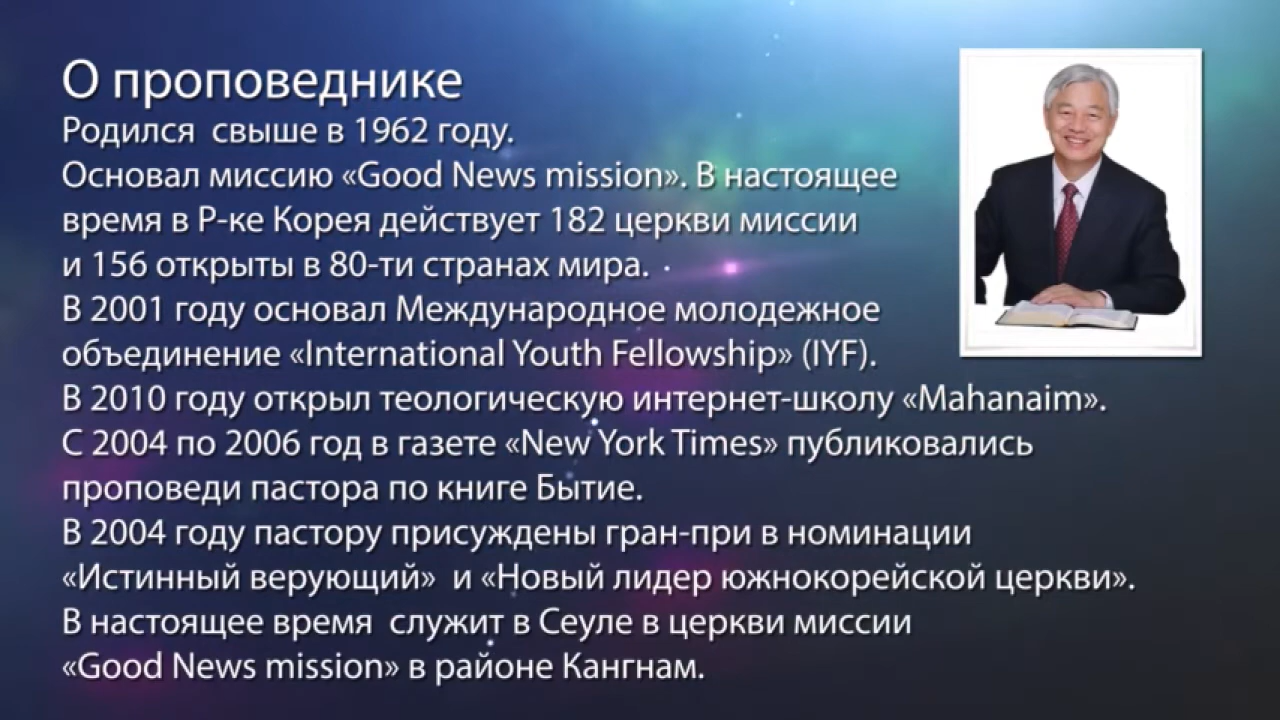 О проповеднике
Родился свыше в 1962 году.
Основал миссию «Good News mission». В настоящее
время в Р-ке Корея действует 182 церкви миссии
и 156 открыты в 80-ти странах мира.
В 2001 году основал Международное молодежное
объединение «International Youth Fellowship» (IYF).
В 2010 году открыл теологическую интернет-школу «Mahanaim».
С 2004 по 2006 год в газете «New York Times» публиковались
проповеди пастора по книге Бытие.
В 2004 году пастору присуждены гран-при в номинации
«Истинный верующий» и «Новый лидер южнокорейской церкви».
В настоящее время служит в Сеуле в церкви миссии
«Good News mission» в районе Кангнам.